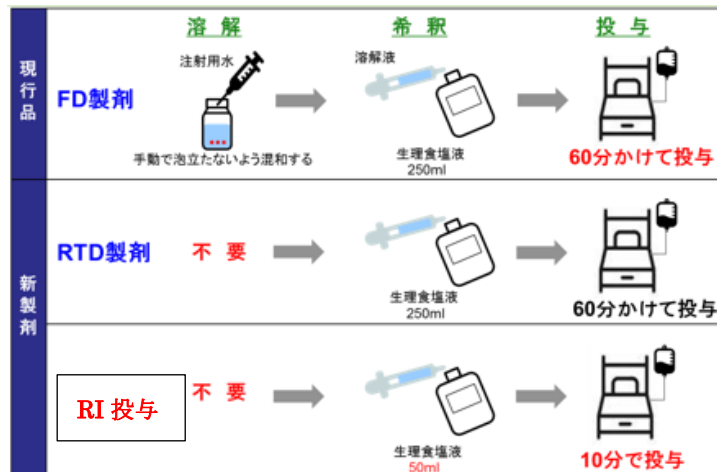 溶 解
希 釈
投 与
現行品
FD製剤
注射用水
手動で泡立たないよう混和する
溶解液
生理食塩液
250ml
60分かけて投与
新製剤
RTD製剤
不 要
生理食塩液
250ml
60分かけて投与
RI 投与
不 要
生理食塩液
50ml
10分で投与